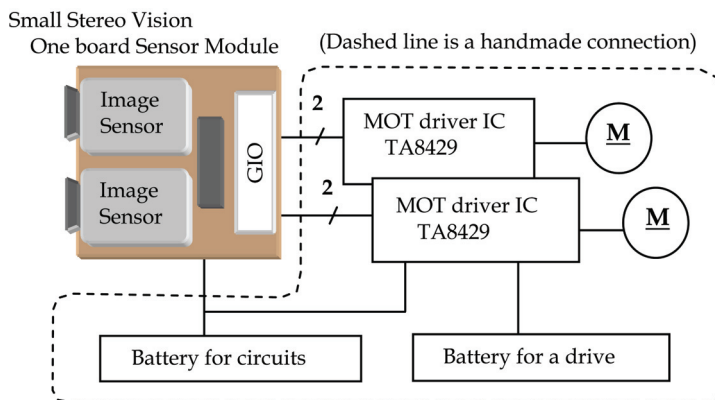 Small Stereo Vision
One board Sensor Module
(Dashed line is a handmade connection)
Image
Sensor
Image
Sensor
GIO
2
2
MOT driver IC
TA8429
MOT driver IC
TA8429
M
M
Battery for circuits
Battery for a drive